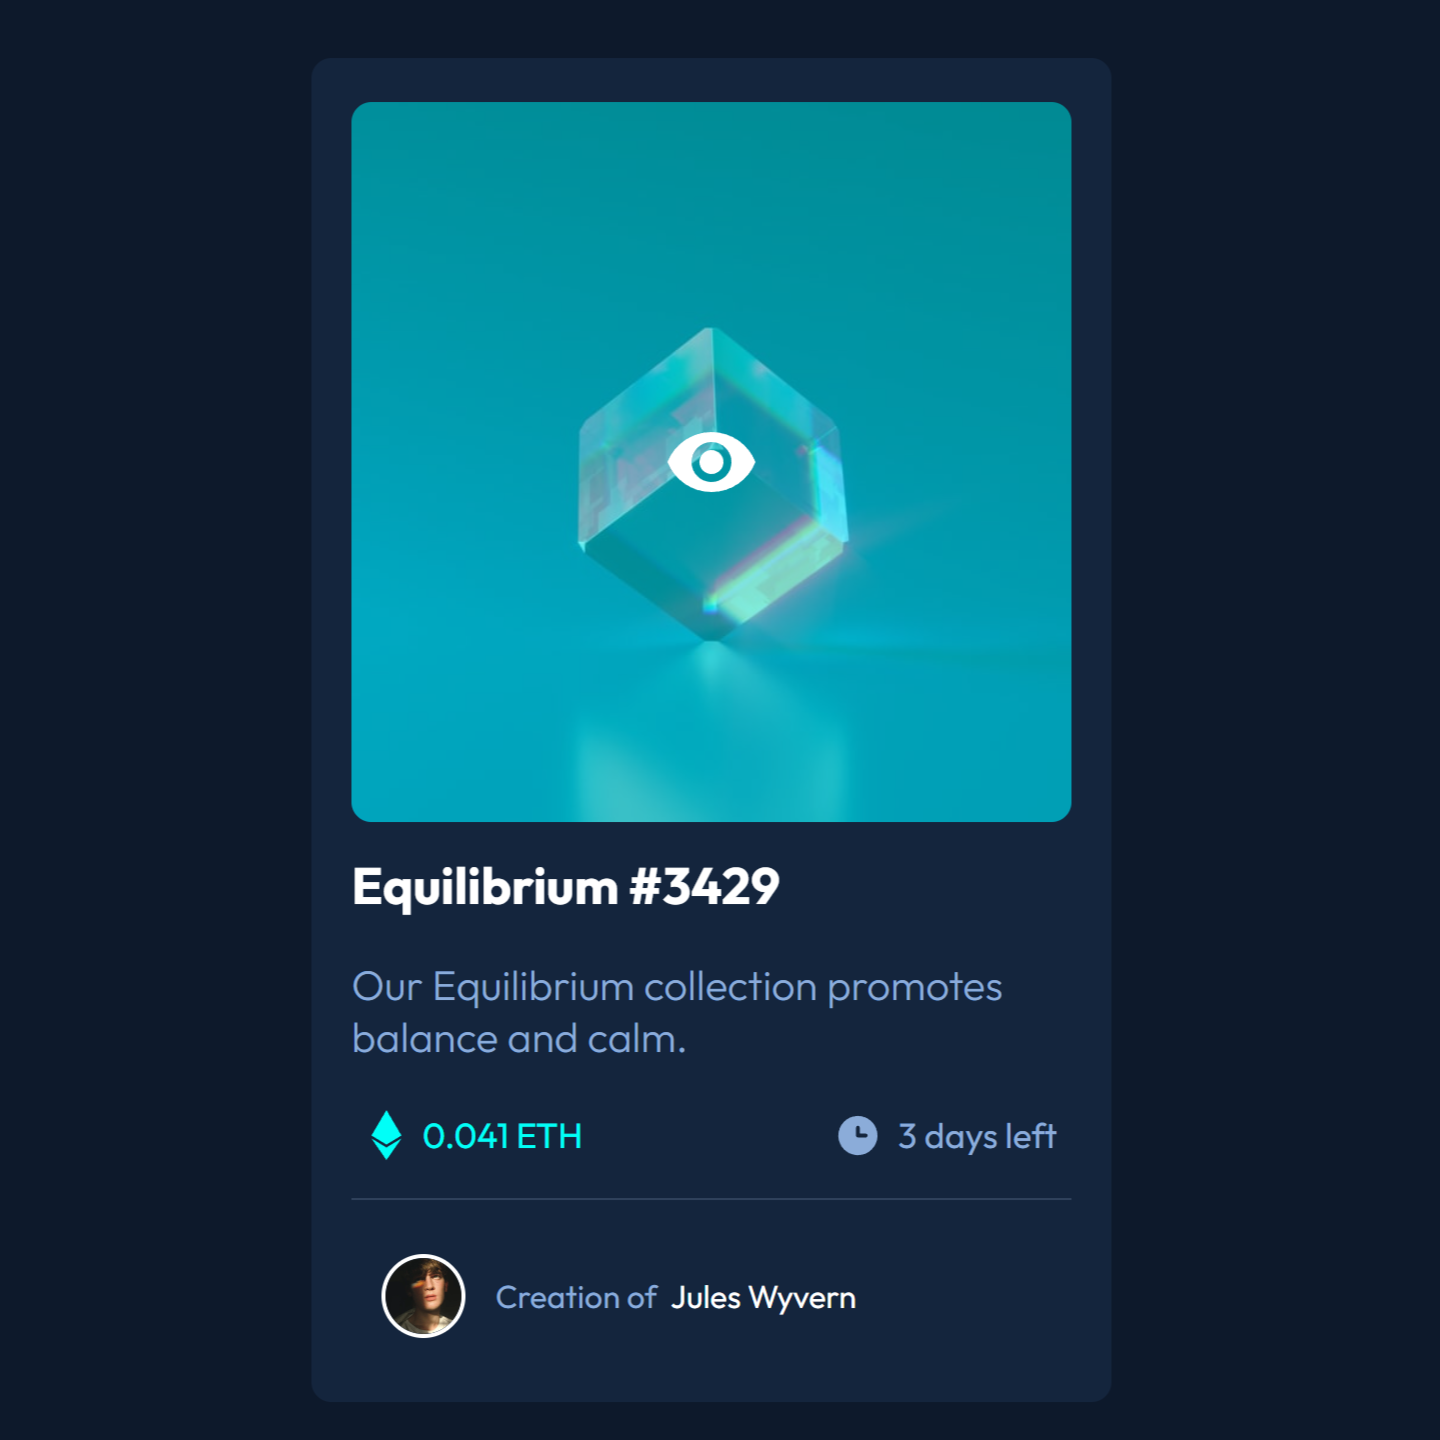 Equilibrium #3429
Our Equilibrium collection promotes
balance and calm.
0.041 ETH
3 days left
Creation of Jules Wyvern